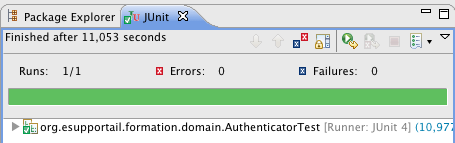 Package Explorer JUnit
Finished after 11,053 seconds
Runs: 1/1 Errors: 0 Failures: 0
org.esupportail.formation.domain.AuthenticatorTest [Runner: JUnit 4] (10,977